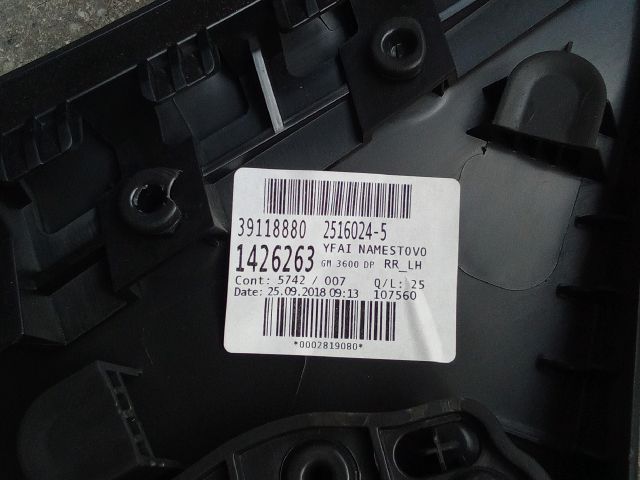 39118880 2516024-5
1426263 YFAI NAMESTOVO
GM 3600 DP RR_LH
Cont: 5742 / 007 Q/L: 25
Date: 25.09.2018 09:13 107560
*0002819080*